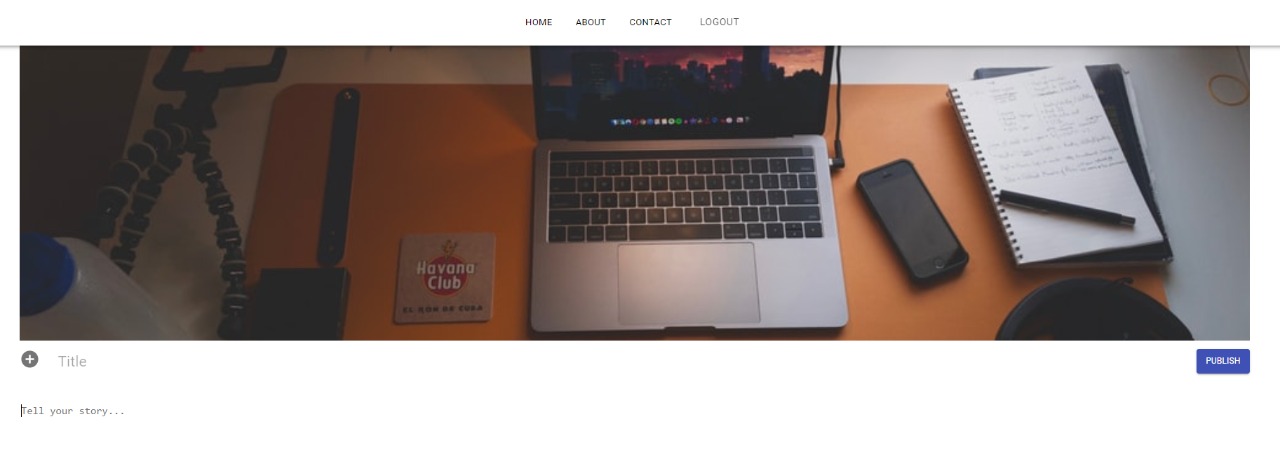 HOME ABOUT CONTACT LOGOUT
Havana
Club
EL RON DE CUBA
Title
PUBLISH
Tell your story...